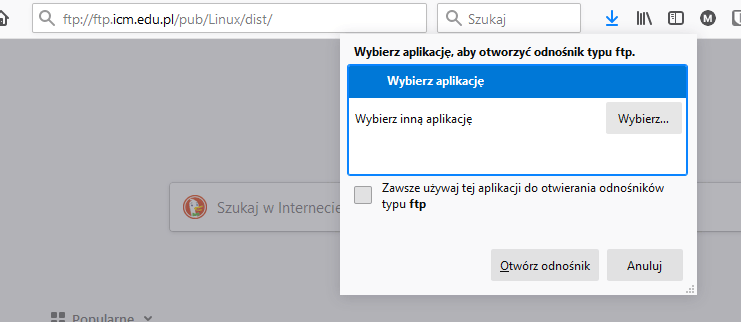 ftp://ftp.icm.edu.pl/pub/Linux/dist/
Szukaj
M
Wybierz aplikację, aby otworzyć odnośnik typu ftp.
Wybierz aplikację
Wybierz inną aplikację
Wybierz...
Zawsze używaj tej aplikacji do otwierania odnośników
typu ftp
Szukaj w Internecie
Otwórz odnośnik
Anuluj
Popularne